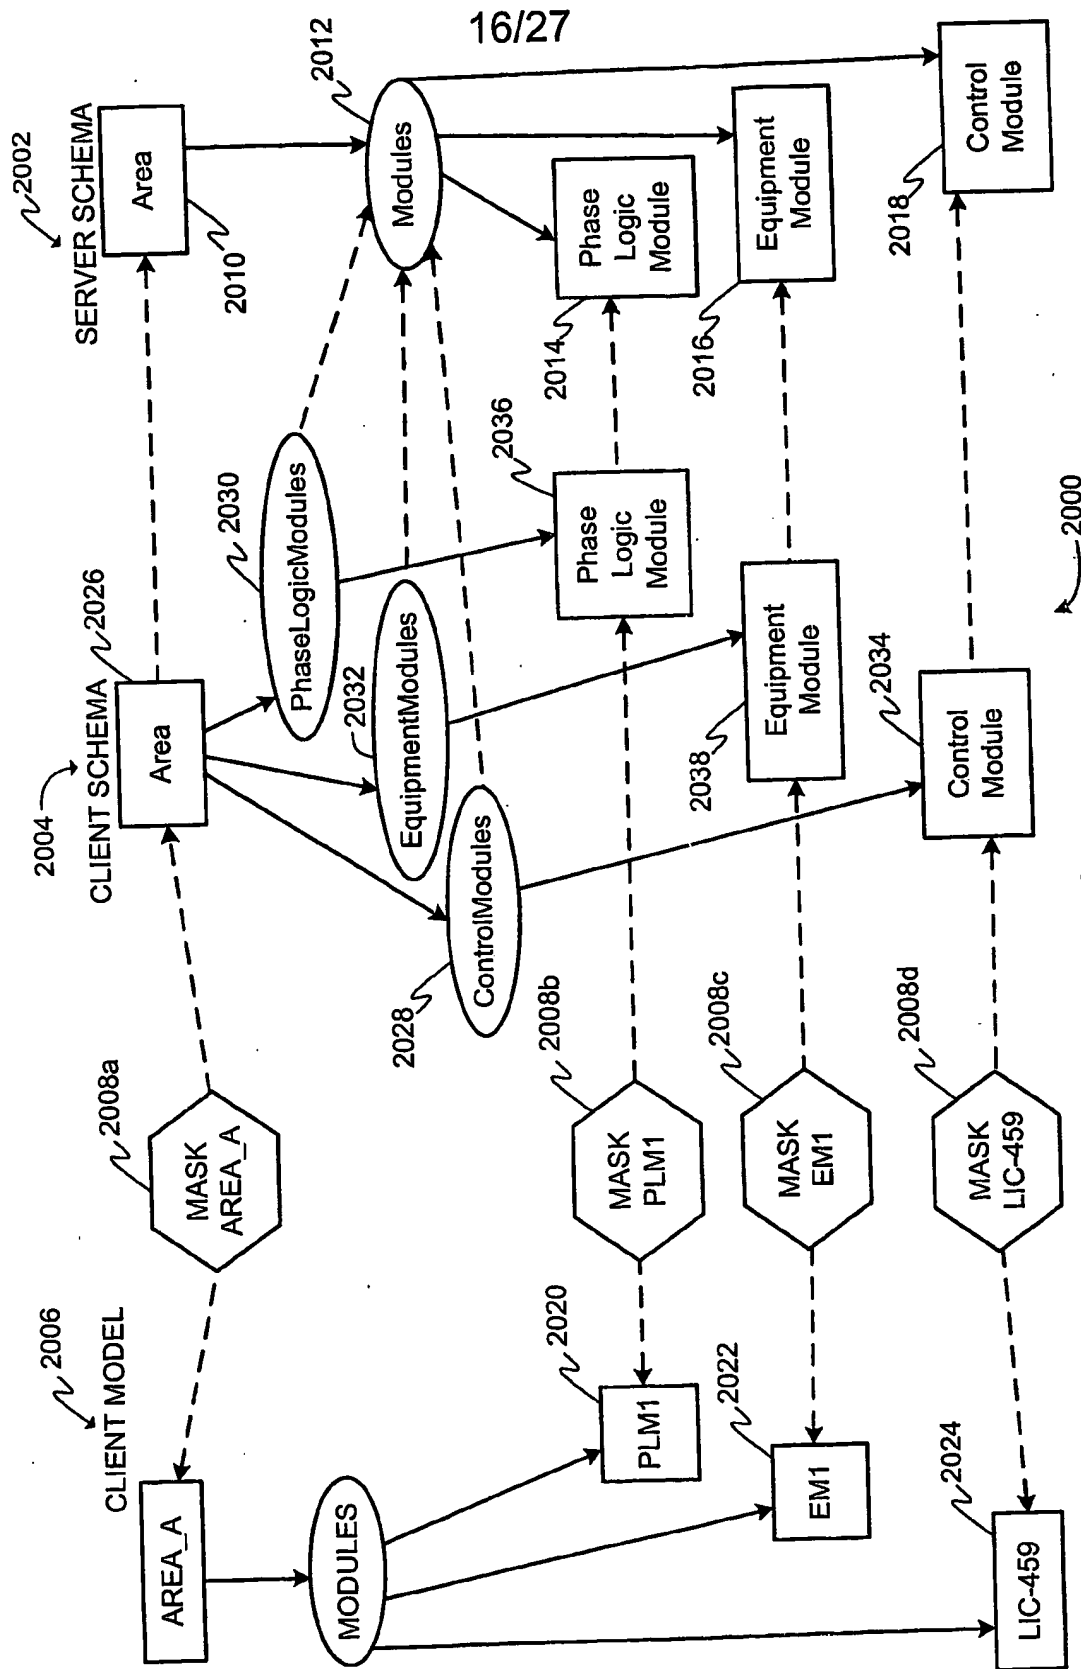 16/27
2006
CLIENT MODEL
AREA_A
MODULES
PLM1
2020
EM1
2022
LIC-459
2024
MASK
AREA_A
2008a
MASK
PLM1
2008b
MASK
EM1
2008c
MASK
LIC-459
2008d
2004
CLIENT SCHEMA
Area
2026
PhaseLogicModules
2030
EquipmentModules
2032
ControlModules
2028
Phase
Logic
Module
2036
Equipment
Module
2038
Control
Module
2034
2002
SERVER SCHEMA
Area
2010
Modules
2012
Phase
Logic
Module
2014
Equipment
Module
2016
Control
Module
2018
2000